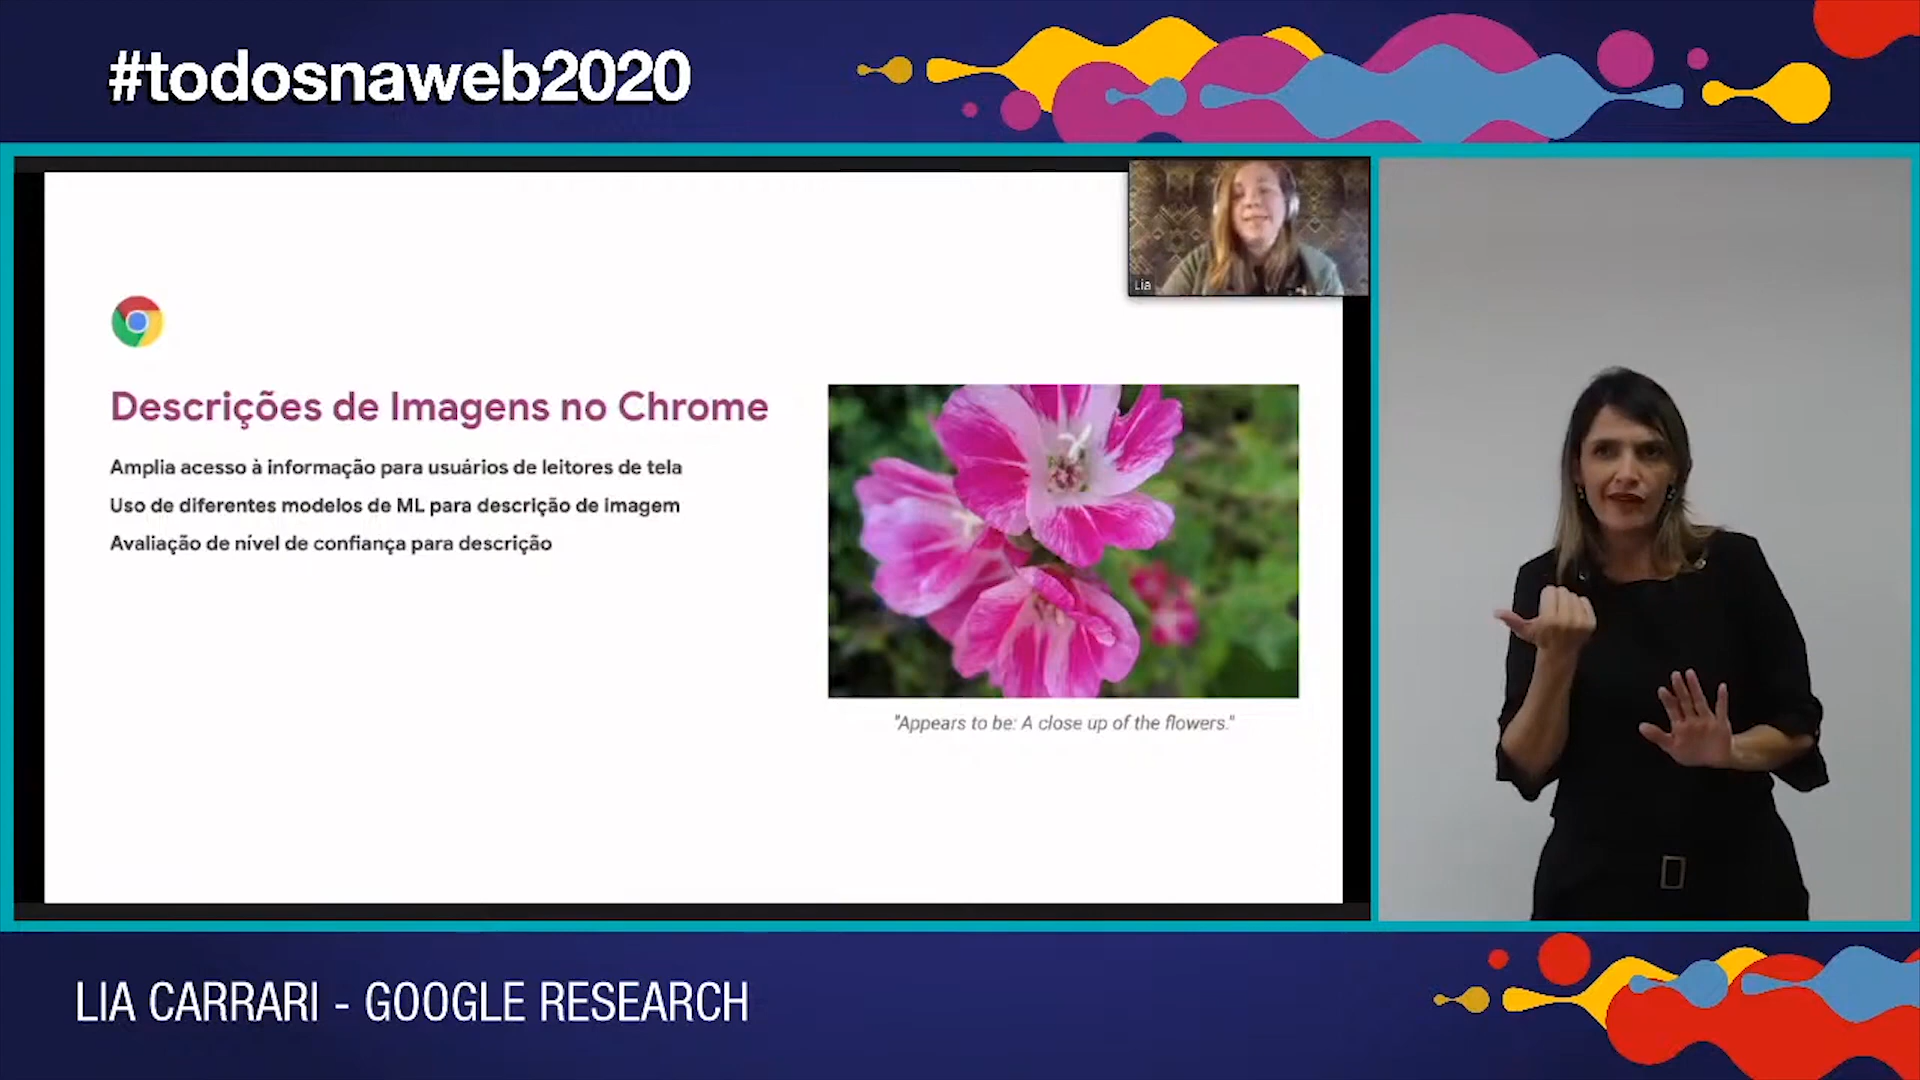 #todosnaweb2020
Lia
Descrições de Imagens no Chrome
Amplia acesso à informação para usuários de leitores de tela
Uso de diferentes modelos de ML para descrição de imagem
Avaliação de nível de confiança para descrição
"Appears to be: A close up of the flowers."
LIA CARRARI - GOOGLE RESEARCH